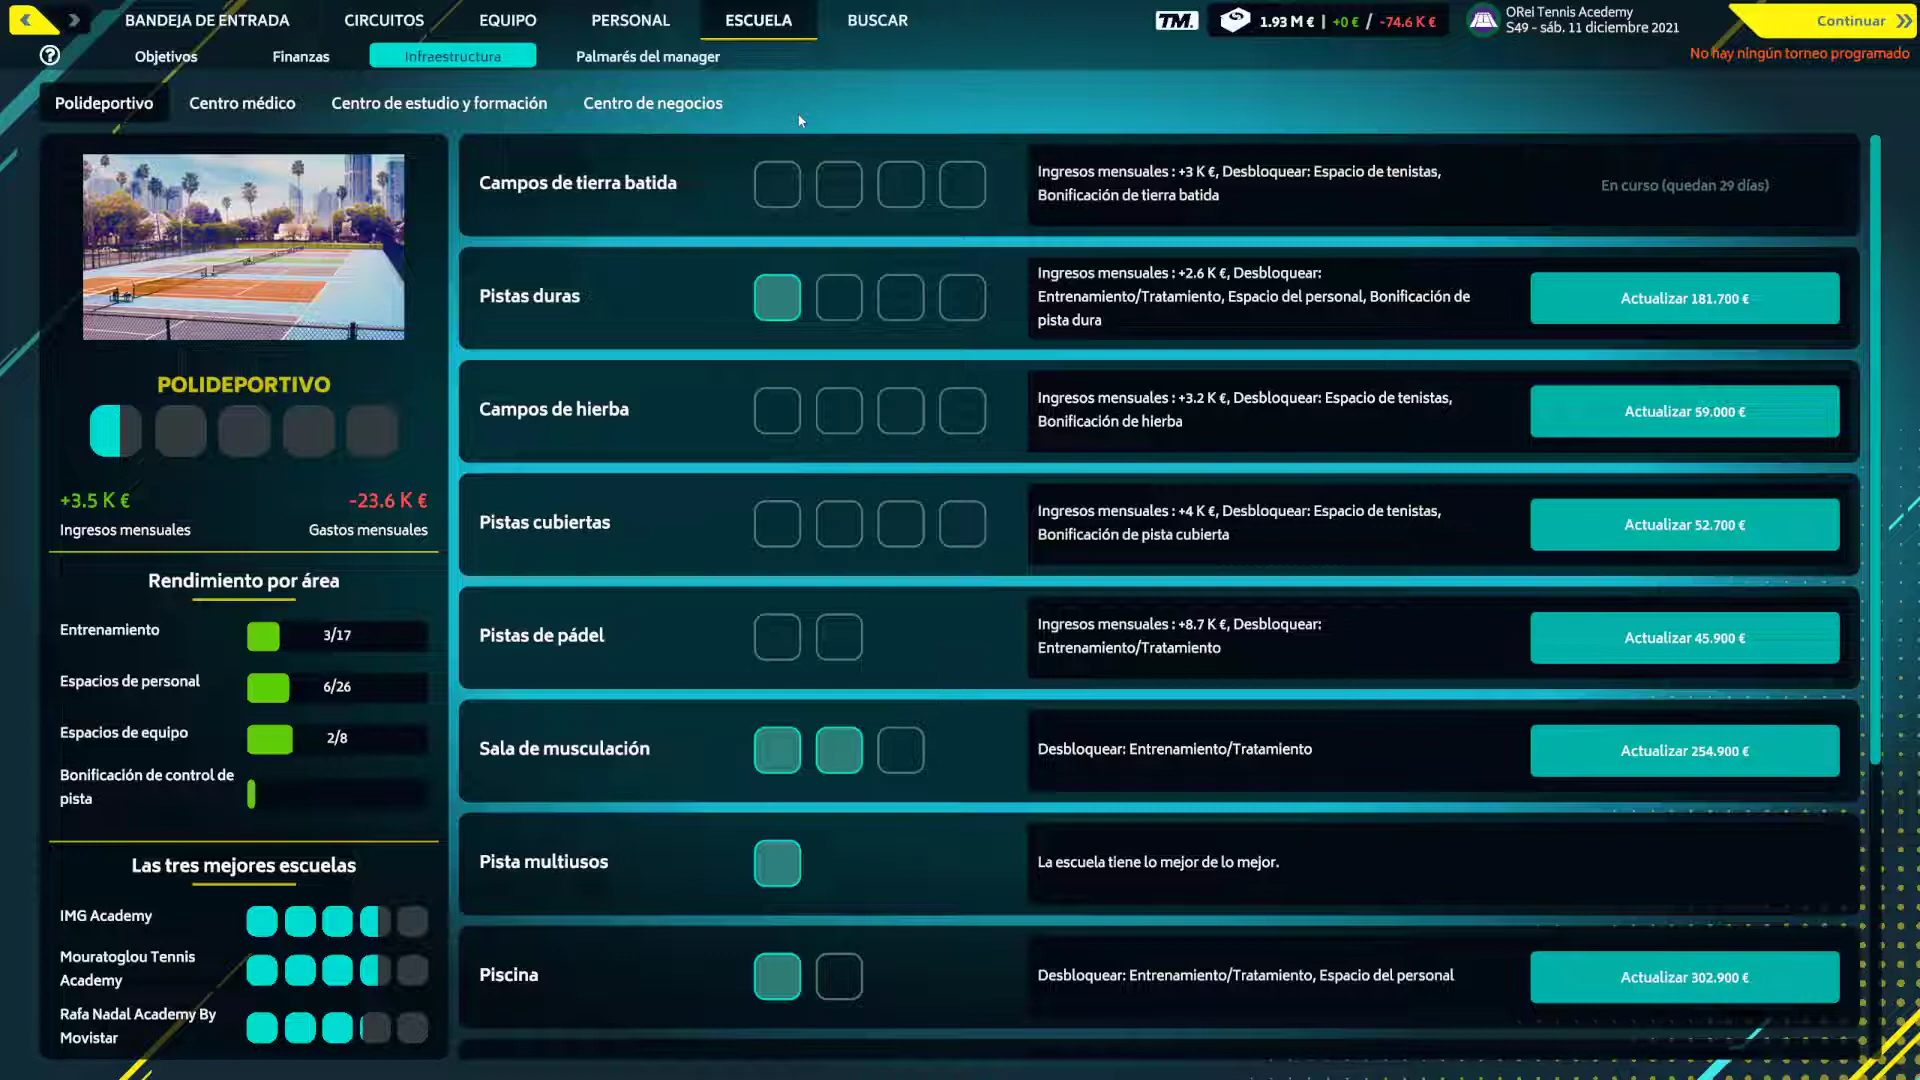 BANDEJA DE ENTRADA
CIRCUITOS
EQUIPO
PERSONAL
ESCUELA
BUSCAR
TM.
1.93 M € | +0 € / -74.6 K €
ORei Tennis Acedemy
S49 - sáb. 11 diciembre 2021
Continuar
No hay ningún torneo programado
Objetivos
Finanzas
Infraestructura
Palmarés del manager
Polideportivo
Centro médico
Centro de estudio y formación
Centro de negocios
POLIDEPORTIVO
+3.5 K €
-23.6 K €
Ingresos mensuales
Gastos mensuales
Rendimiento por área
Entrenamiento
3/17
Espacios de personal
6/26
Espacios de equipo
2/8
Bonificación de control de
pista
Las tres mejores escuelas
IMG Academy
Mouratoglou Tennis
Academy
Rafa Nadal Academy By
Movistar
Campos de tierra batida
Ingresos mensuales : +3 K €, Desbloquear: Espacio de tenistas,
Bonificación de tierra batida
En curso (quedan 29 días)
Pistas duras
Ingresos mensuales : +2.6 K €, Desbloquear:
Entrenamiento/Tratamiento, Espacio del personal, Bonificación de
pista dura
Actualizar 181.700 €
Campos de hierba
Ingresos mensuales : +3.2 K €, Desbloquear: Espacio de tenistas,
Bonificación de hierba
Actualizar 59.000 €
Pistas cubiertas
Ingresos mensuales : +4 K €, Desbloquear: Espacio de tenistas,
Bonificación de pista cubierta
Actualizar 52.700 €
Pistas de pádel
Ingresos mensuales : +8.7 K €, Desbloquear:
Entrenamiento/Tratamiento
Actualizar 45.900 €
Sala de musculación
Desbloquear: Entrenamiento/Tratamiento
Actualizar 254.900 €
Pista multiusos
La escuela tiene lo mejor de lo mejor.
Piscina
Desbloquear: Entrenamiento/Tratamiento, Espacio del personal
Actualizar 302.900 €